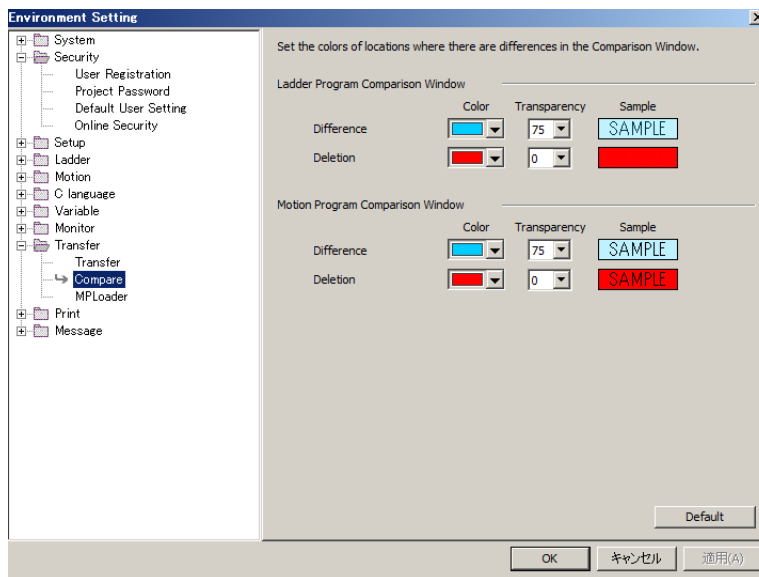 Environment Setting
System
Security
User Registration
Project Password
Default User Setting
Online Security
Setup
Ladder
Motion
C language
Variable
Monitor
Transfer
Transfer
Compare
MPLoader
Print
Message
Set the colors of locations where there are differences in the Comparison Window.
Ladder Program Comparison Window
Color Transparency Sample
Difference 75 SAMPLE
Deletion 0
Motion Program Comparison Window
Color Transparency Sample
Difference 75 SAMPLE
Deletion 0 SAMPLE
Default
OK キャンセル 適用(A)